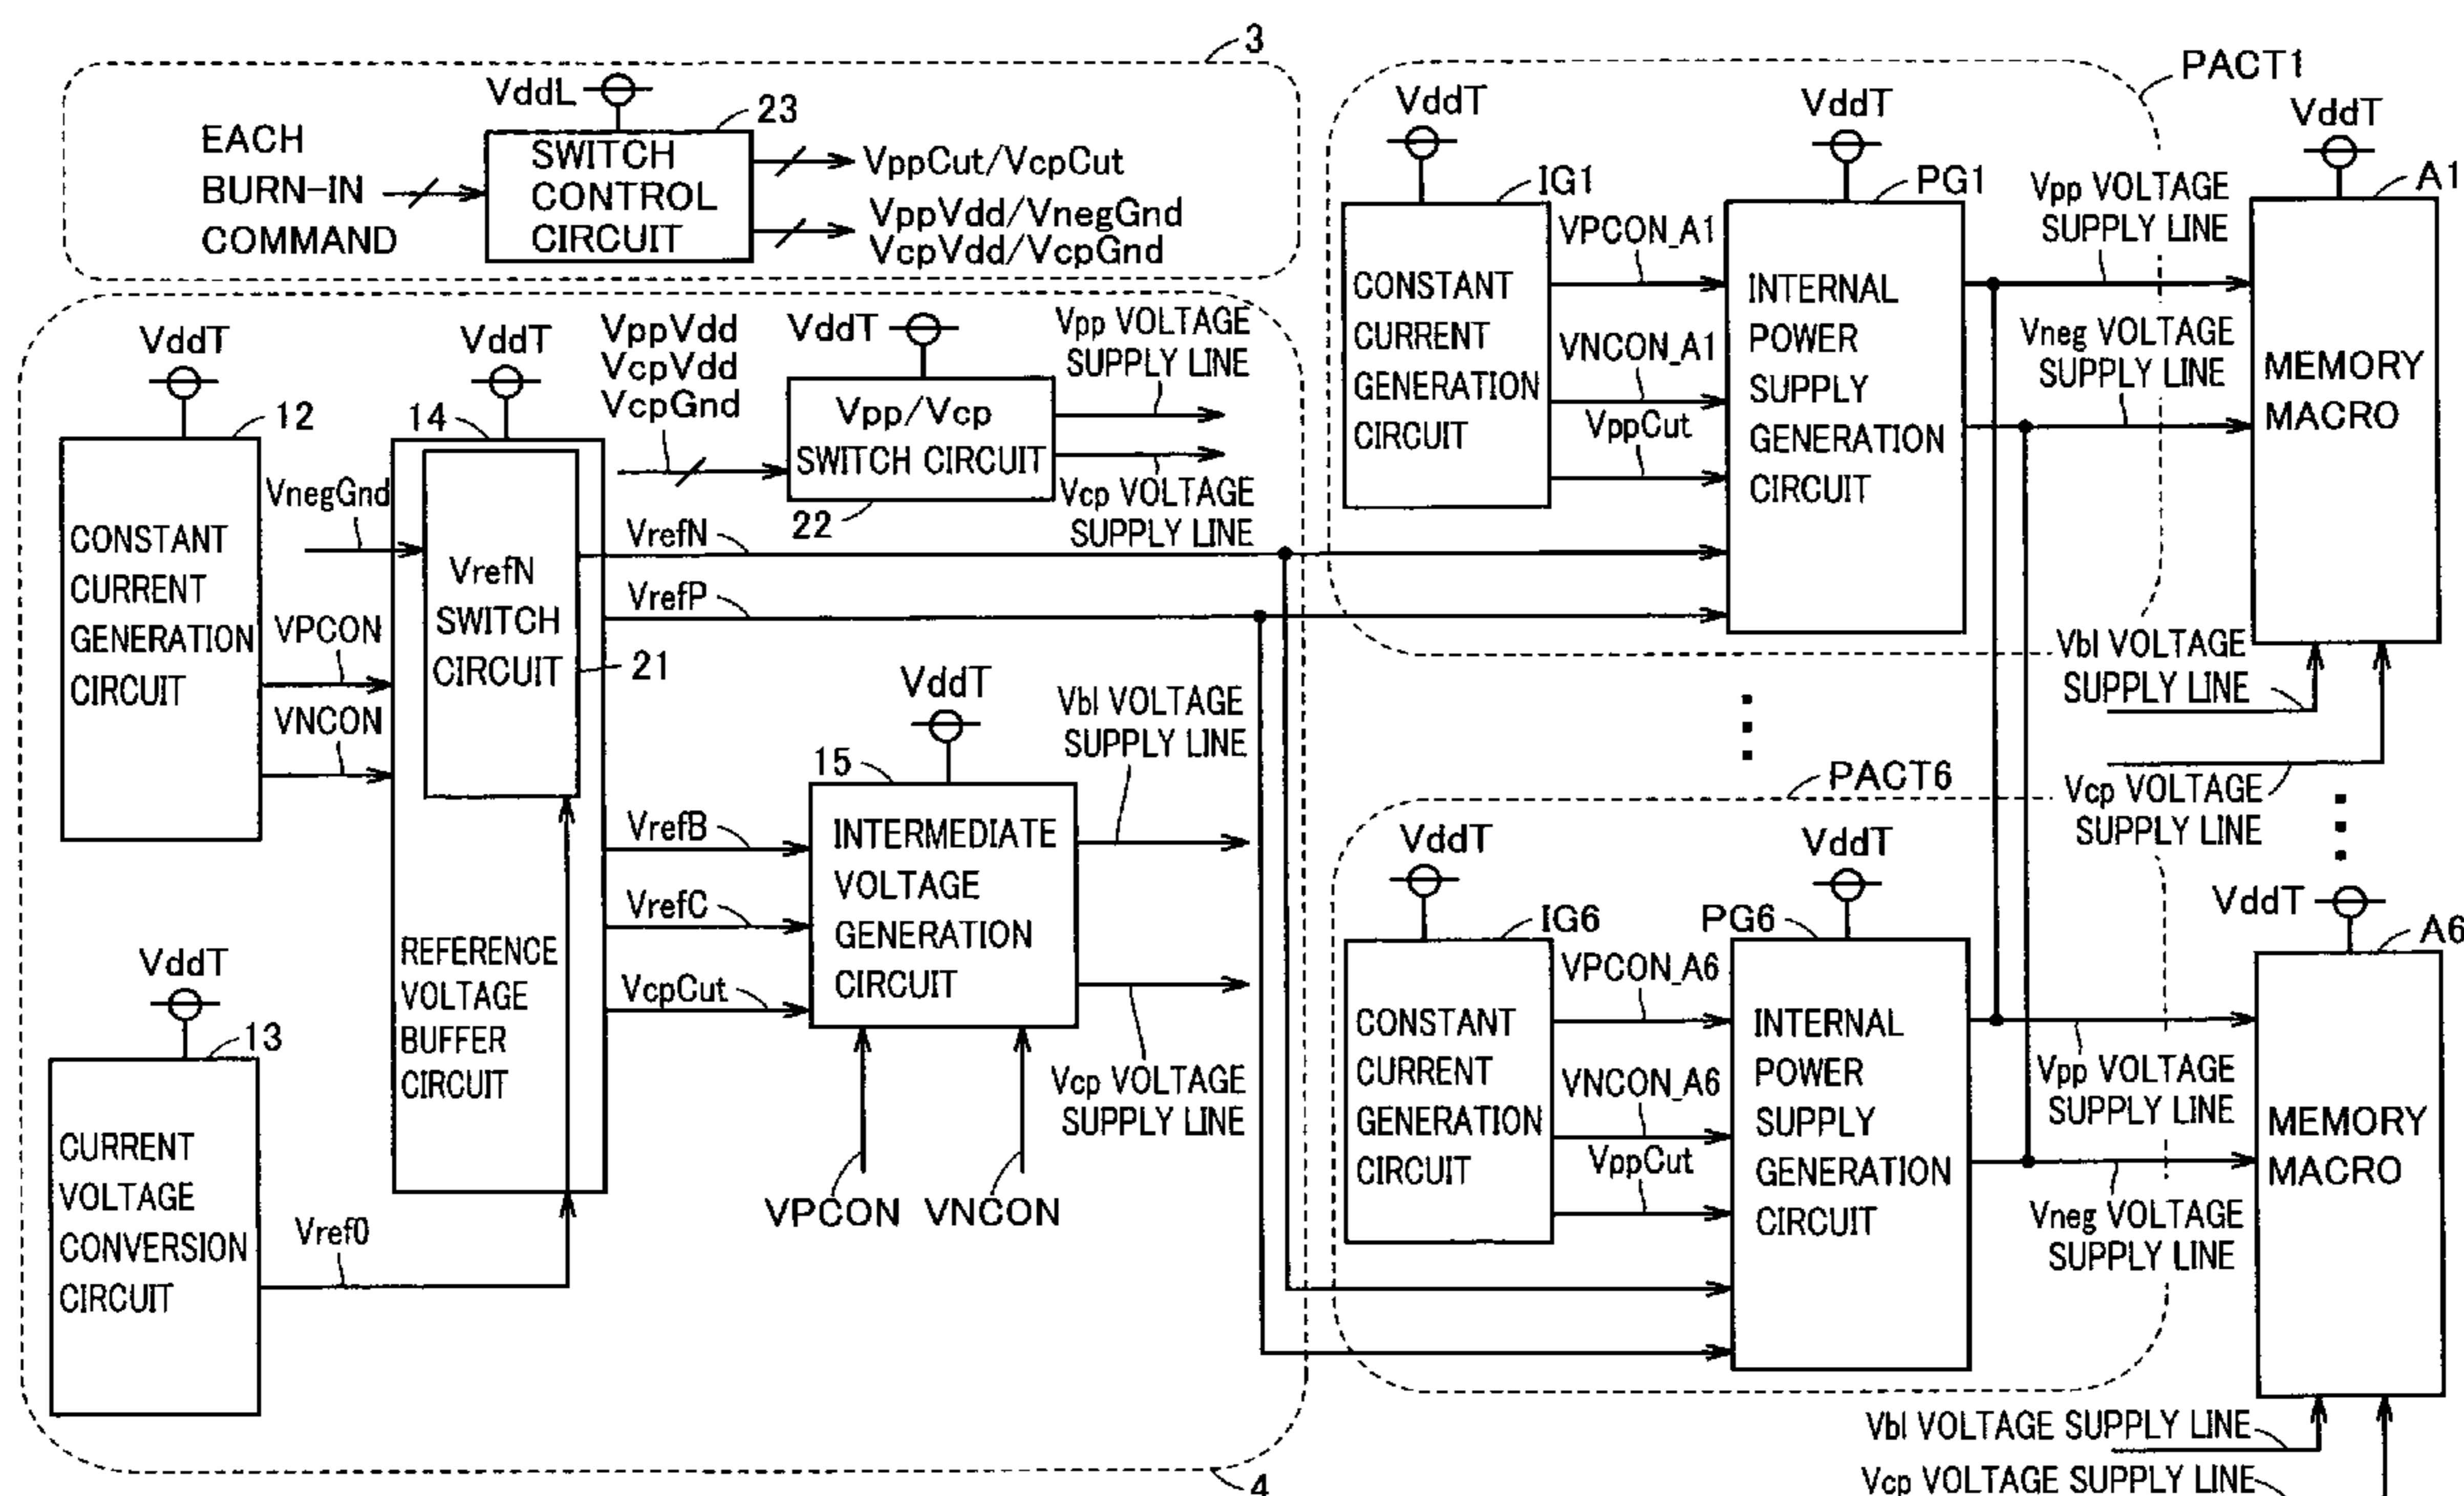 3
VddL
23
EACH
BURN-IN
COMMAND
SWITCH
CONTROL
CIRCUIT
VppCut/VcpCut
VppVdd/VnegGnd
VcpVdd/VcpGnd
VddT
12
CONSTANT
CURRENT
GENERATION
CIRCUIT
VnegGnd
VPCON
VNCON
VddT
14
VrefN
SWITCH
CIRCUIT
21
REFERENCE
VOLTAGE
BUFFER
CIRCUIT
VddT
13
CURRENT
VOLTAGE
CONVERSION
CIRCUIT
Vref0
VppVdd
VcpVdd
VcpGnd
VddT
Vpp/Vcp
SWITCH CIRCUIT
22
Vpp VOLTAGE
SUPPLY LINE
Vcp VOLTAGE
SUPPLY LINE
VrefN
VrefP
VddT
15
VrefB
VrefC
VcpCut
INTERMEDIATE
VOLTAGE
GENERATION
CIRCUIT
VPCON
VNCON
Vbl VOLTAGE
SUPPLY LINE
Vcp VOLTAGE
SUPPLY LINE
4
PACT1
VddT
IG1
CONSTANT
CURRENT
GENERATION
CIRCUIT
VPCON_A1
VNCON_A1
VppCut
VddT
PG1
INTERNAL
POWER
SUPPLY
GENERATION
CIRCUIT
Vpp VOLTAGE
SUPPLY LINE
Vneg VOLTAGE
SUPPLY LINE
VddT
A1
MEMORY
MACRO
Vbl VOLTAGE
SUPPLY LINE
Vcp VOLTAGE
SUPPLY LINE
PACT6
VddT
IG6
CONSTANT
CURRENT
GENERATION
CIRCUIT
VPCON_A6
VNCON_A6
VppCut
VddT
PG6
INTERNAL
POWER
SUPPLY
GENERATION
CIRCUIT
Vpp VOLTAGE
SUPPLY LINE
Vneg VOLTAGE
SUPPLY LINE
VddT
A6
MEMORY
MACRO
Vbl VOLTAGE SUPPLY LINE
Vcp VOLTAGE SUPPLY LINE